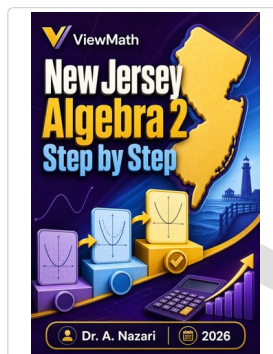 ViewMath
New Jersey
Algebra 2
Step by Step
Dr. A. Nazari
2026